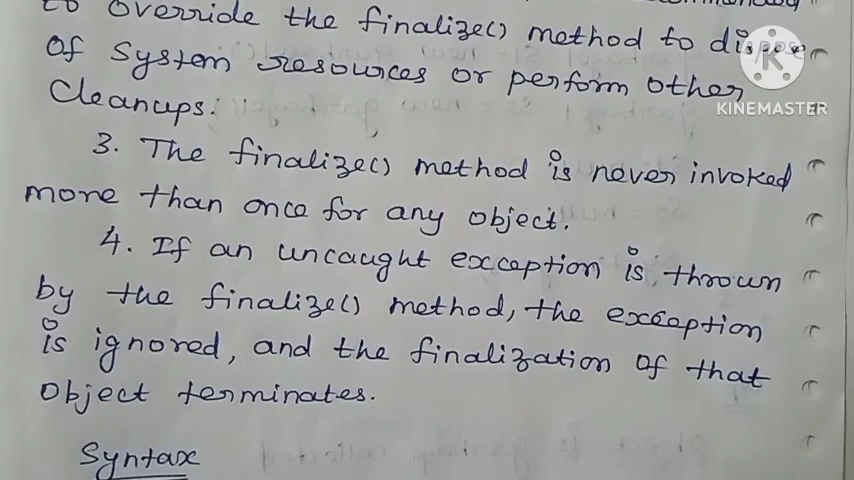 to override the finalize() method to dispose
of System resources or perform other
Cleanups.
3. The finalize() method is never invoked
more than once for any object.
4. If an uncaught exception is thrown
by the finalize() method, the exception
is ignored, and the finalization of that
Object terminates.
Syntax
KINEMASTER